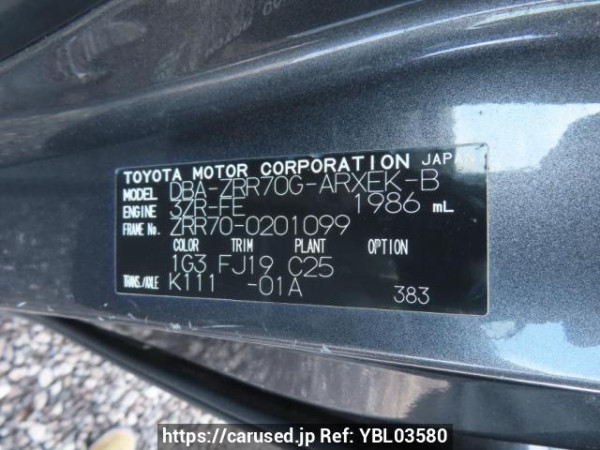 TOYOTA MOTOR CORPORATION JAPAN
MODEL DBA-ZRR70G-ARXEK-B
ENGINE 3ZR-FE 1986 mL
FRAME No. ZRR70-0201099
COLOR TRIM PLANT OPTION
1G3 FJ19 C25
TRANS./AXLE K111 -01A
383
https://carused.jp Ref: YBL03580